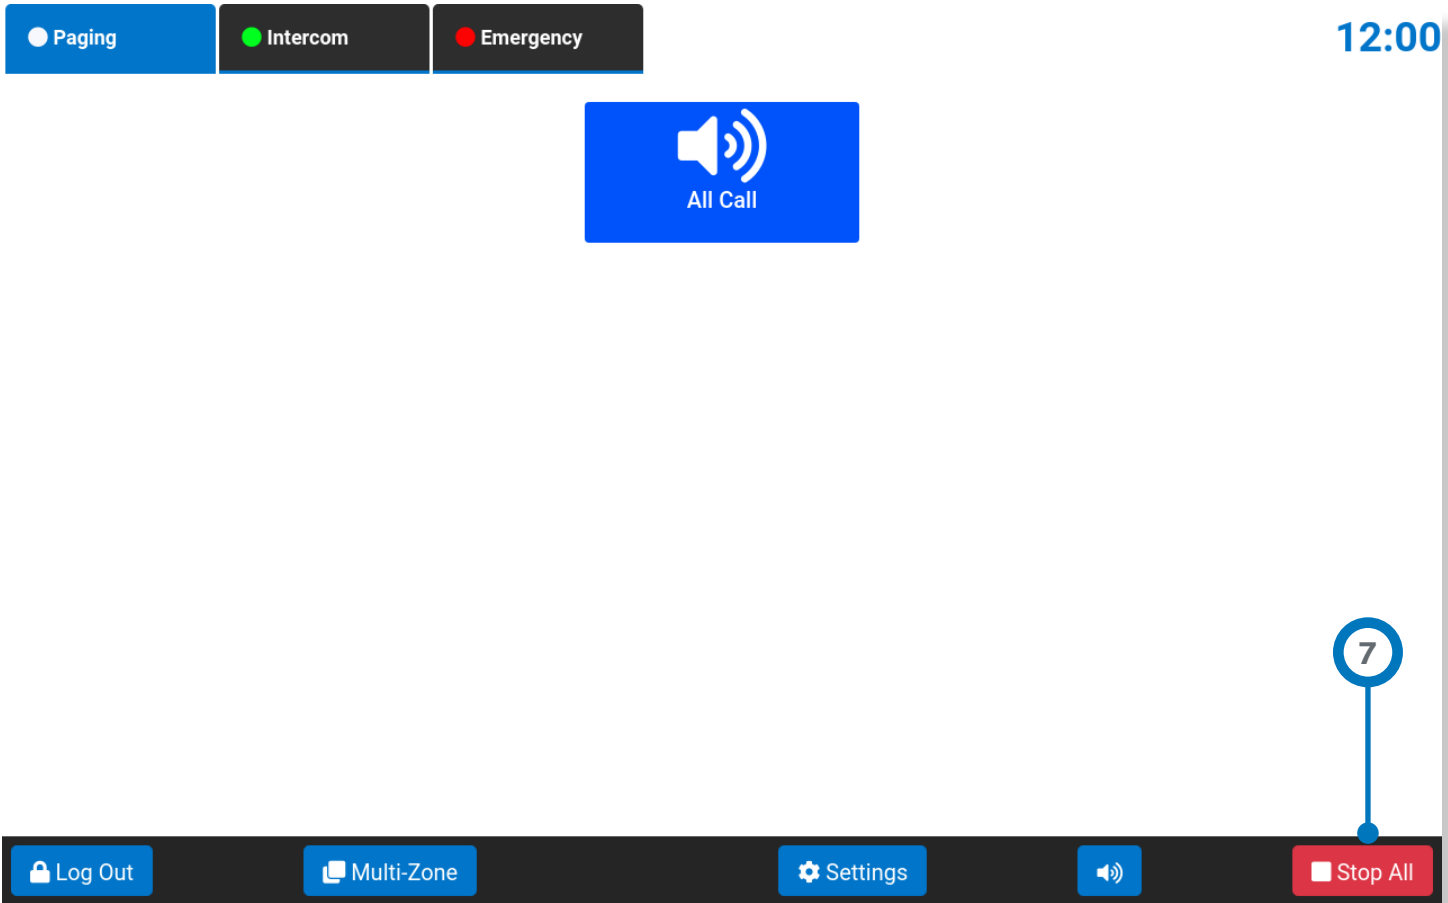 Paging
Intercom
Emergency
12:00
All Call
7
Log Out
Multi-Zone
Settings
Stop All